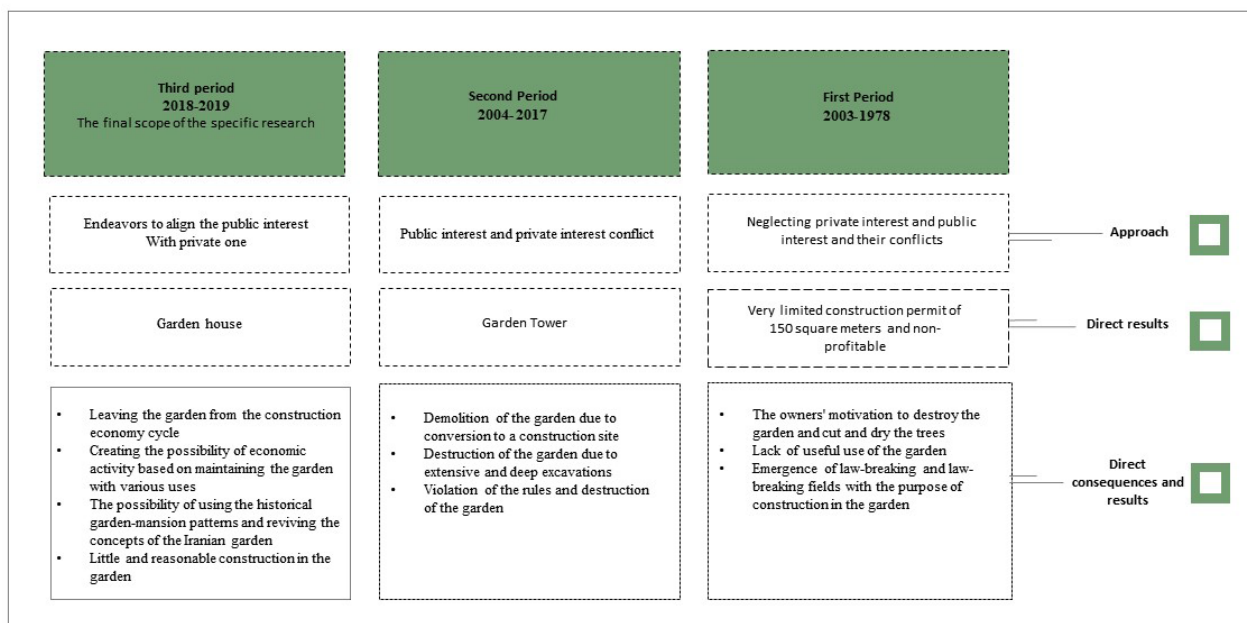 Third period
2018-2019
The final scope of the specific research
Second Period
2004-2017
First Period
2003-1978
Endeavors to align the public interest
With private one
Public interest and private interest conflict
Neglecting private interest and public
interest and their conflicts
Approach
Garden house
Garden Tower
Very limited construction permit of
150 square meters and non-
profitable
Direct results
• Leaving the garden from the construction
economy cycle
• Creating the possibility of economic
activity based on maintaining the garden
with various uses
• The possibility of using the historical
garden-mansion patterns and reviving the
concepts of the Iranian garden
• Little and reasonable construction in the
garden
• Demolition of the garden due to
conversion to a construction site
• Destruction of the garden due to
extensive and deep excavations
• Violation of the rules and destruction
of the garden
• The owners' motivation to destroy the
garden and cut and dry the trees
• Lack of useful use of the garden
• Emergence of law-breaking and law-
breaking fields with the purpose of
construction in the garden
Direct
consequences and
results